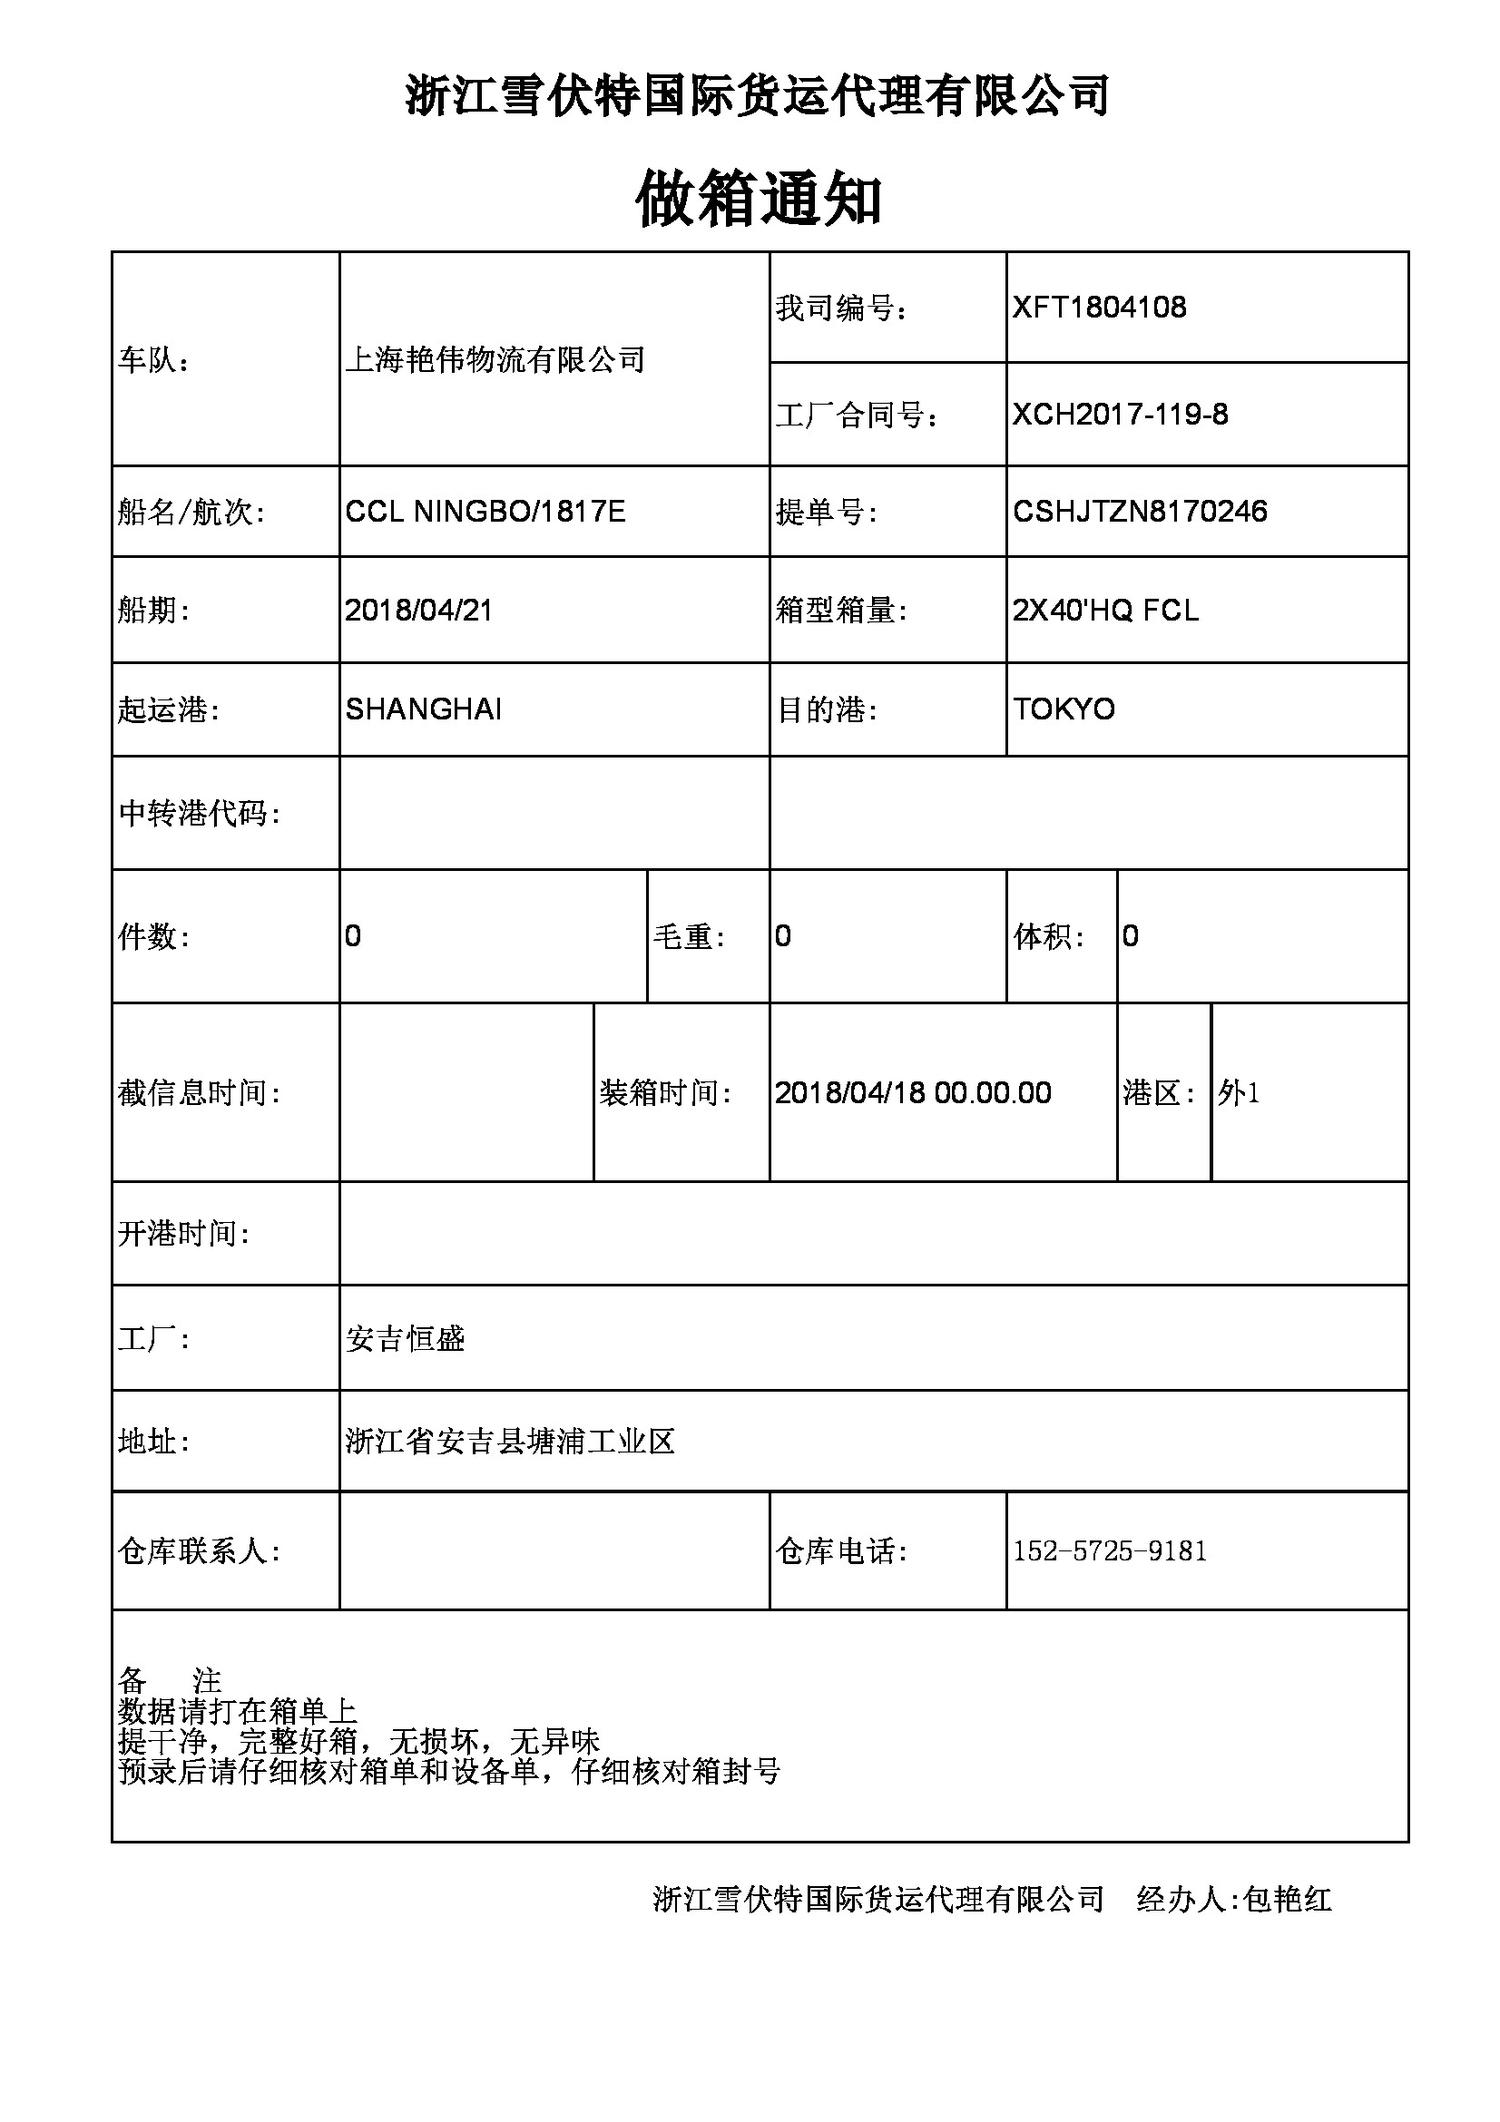 浙江雪伏特国际货运代理有限公司
做箱通知
车队: 上海艳伟物流有限公司 我司编号: XFT1804108
工厂合同号: XCH2017-119-8
船名/航次: CCL NINGBO/1817E 提单号: CSHJTZN8170246
船期: 2018/04/21 箱型箱量: 2X40'HQ FCL
起运港: SHANGHAI 目的港: TOKYO
中转港代码:
件数: 0 毛重: 0 体积: 0
截信息时间: 装箱时间: 2018/04/18 00.00.00 港区: 外1
开港时间:
工厂: 安吉恒盛
地址: 浙江省安吉县塘浦工业区
仓库联系人: 仓库电话: 152-5725-9181
备 注
数据请打在箱单上
提干净，完整好箱，无损坏，无异味
预录后请仔细核对箱单和设备单，仔细核对箱封号
浙江雪伏特国际货运代理有限公司 经办人:包艳红